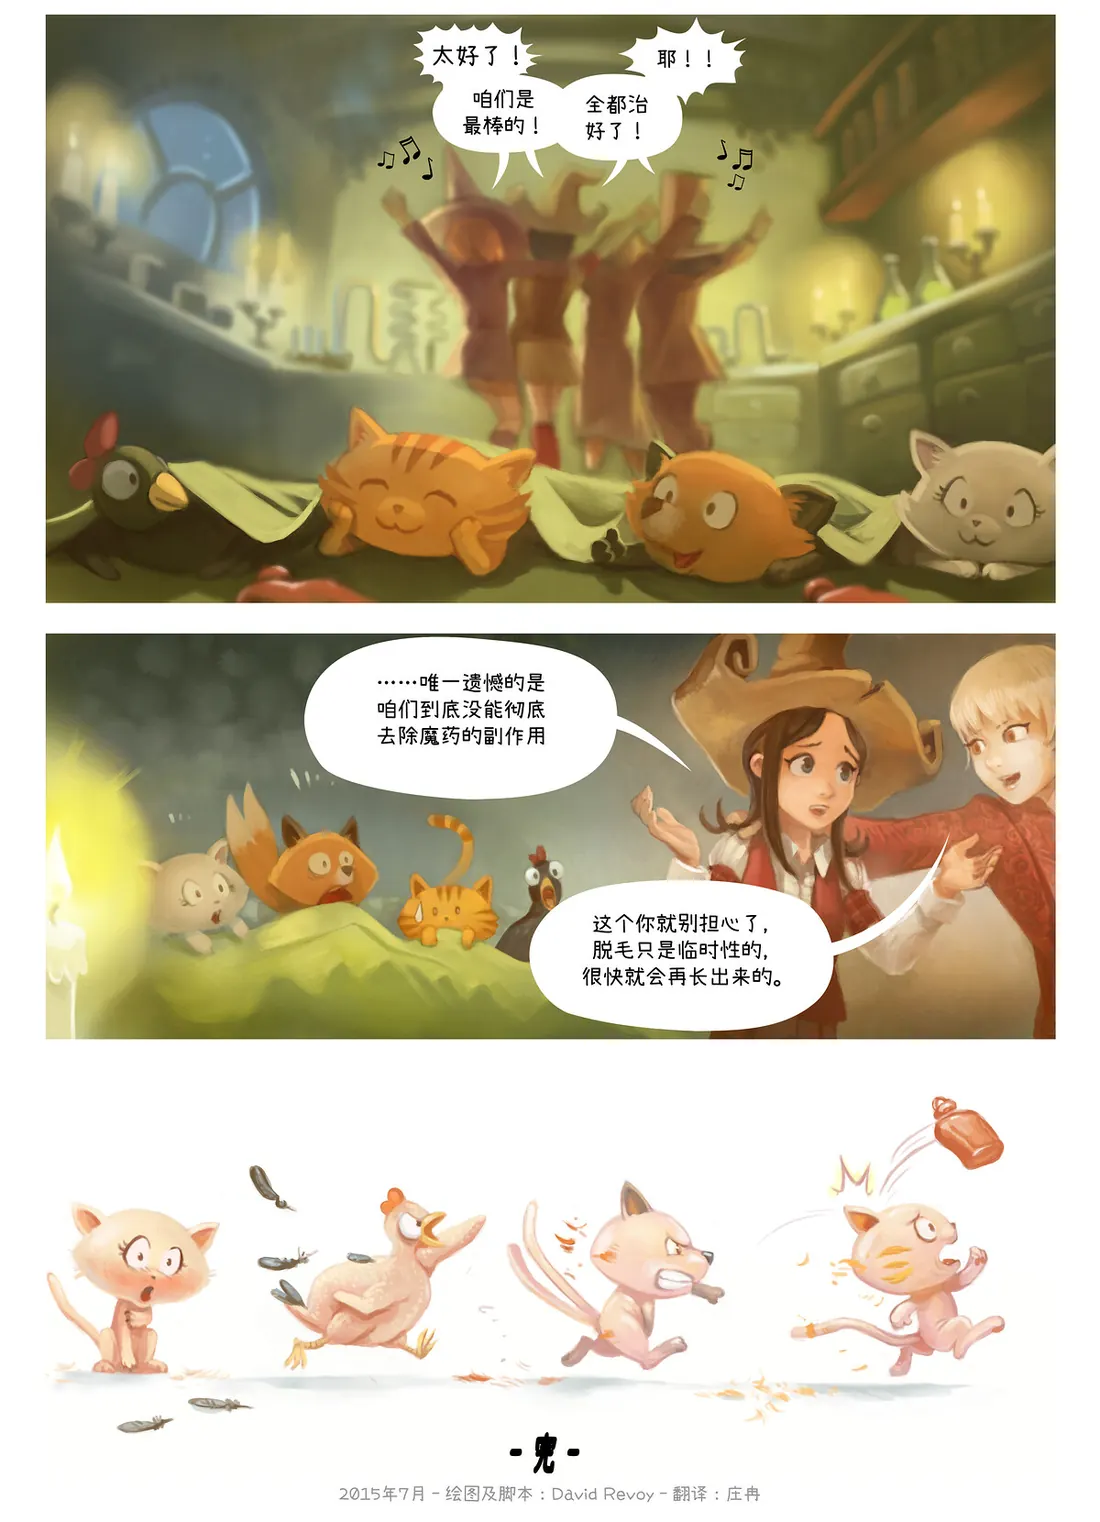 太好了！
耶！！
咱们是
最棒的！
全都治
好了！
……唯一遗憾的是
咱们到底没能彻底
去除魔药的副作用
这个你就别担心了，
脱毛只是临时性的，
很快就会再长出来的。
- 完 -
2015年7月 - 绘图及脚本：David Revoy - 翻译：庄冉